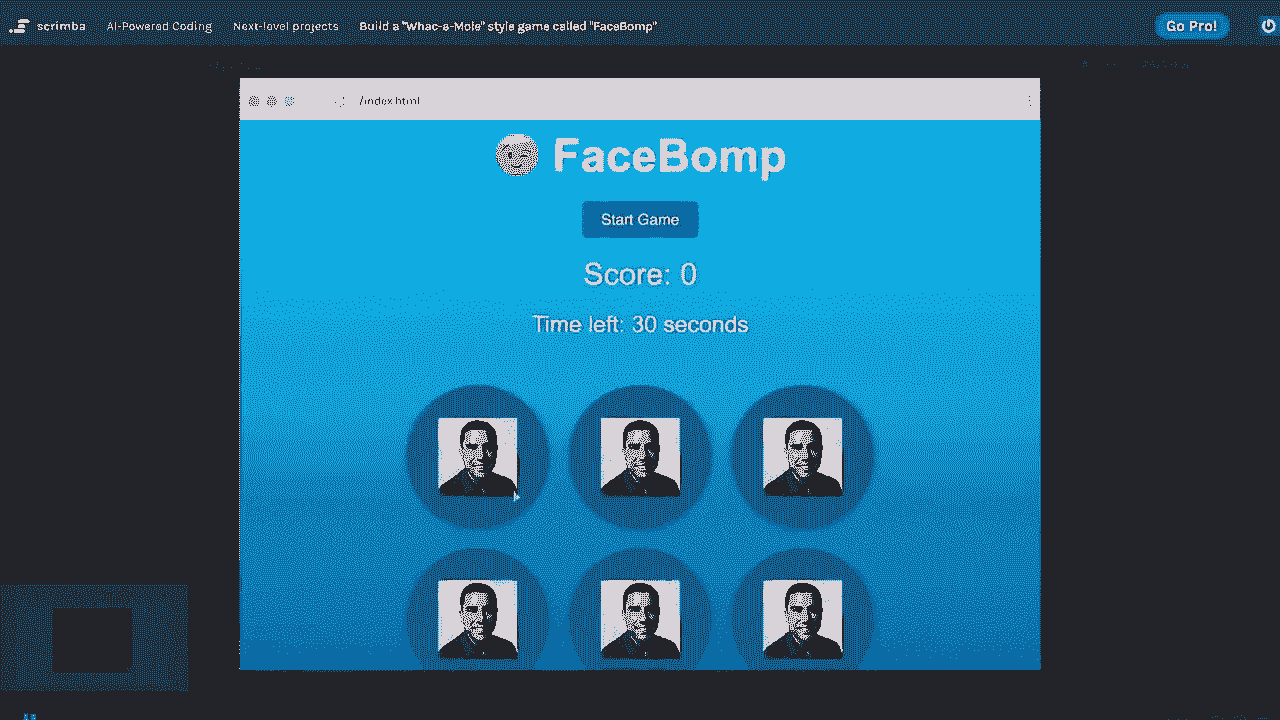 scrimba AI-Powered Coding Next-level projects Build a "Whac-a-Mole" style game called "FaceBomp" Go Pro!
/index.html
FaceBomp
Start Game
Score: 0
Time left: 30 seconds